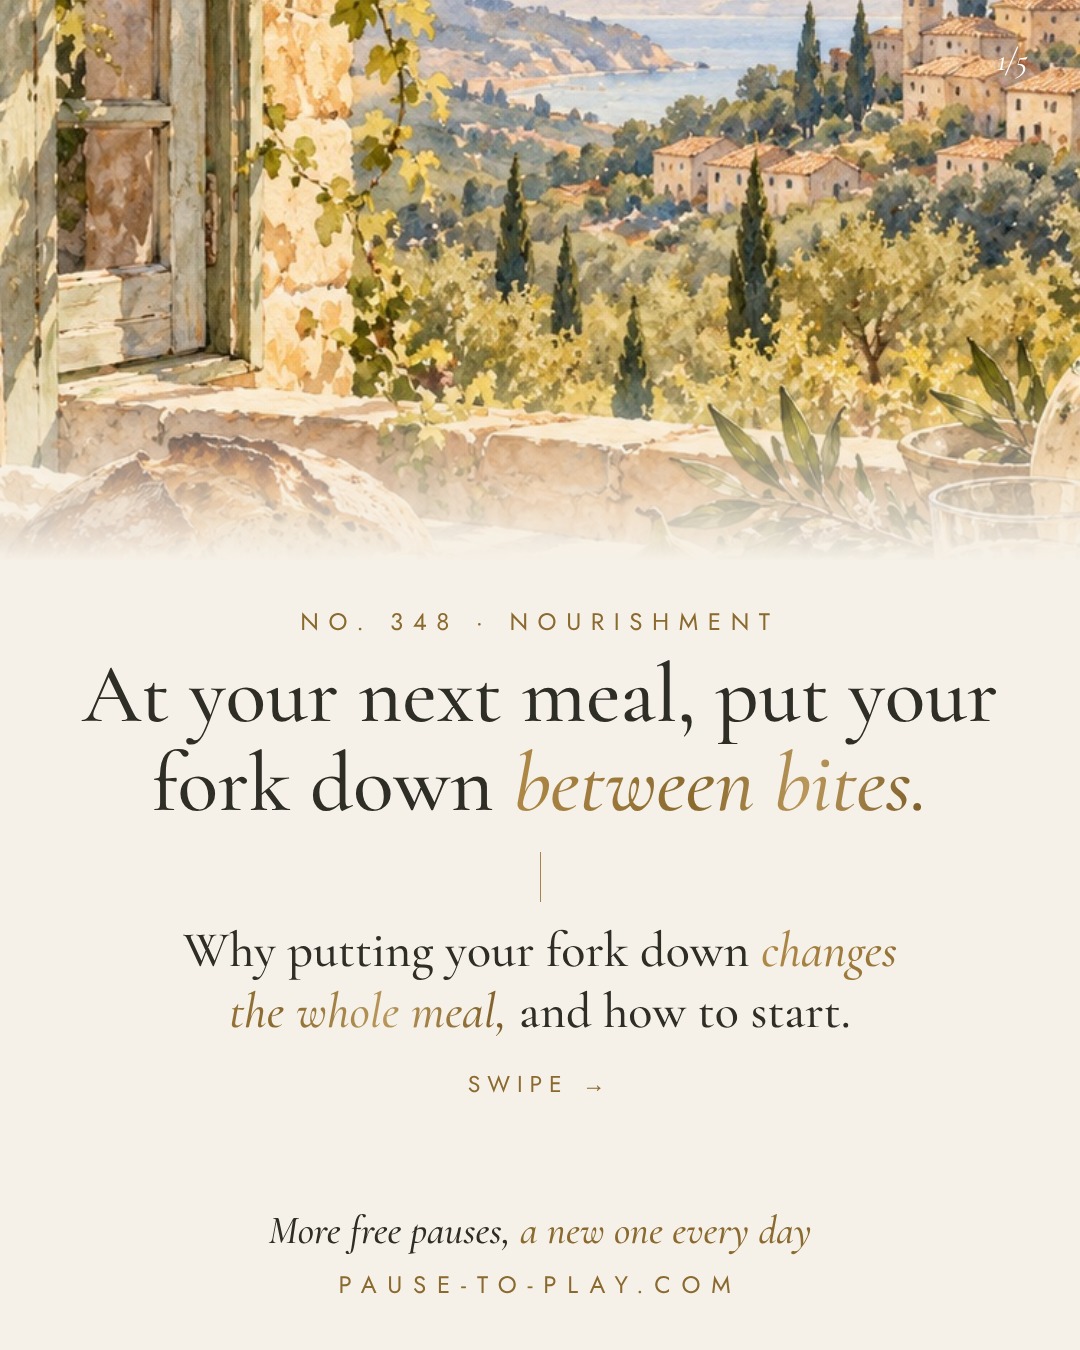 1/5
NO. 348 · NOURISHMENT
At your next meal, put your
fork down between bites.
Why putting your fork down changes
the whole meal, and how to start.
SWIPE →
More free pauses, a new one every day
PAUSE-TO-PLAY.COM